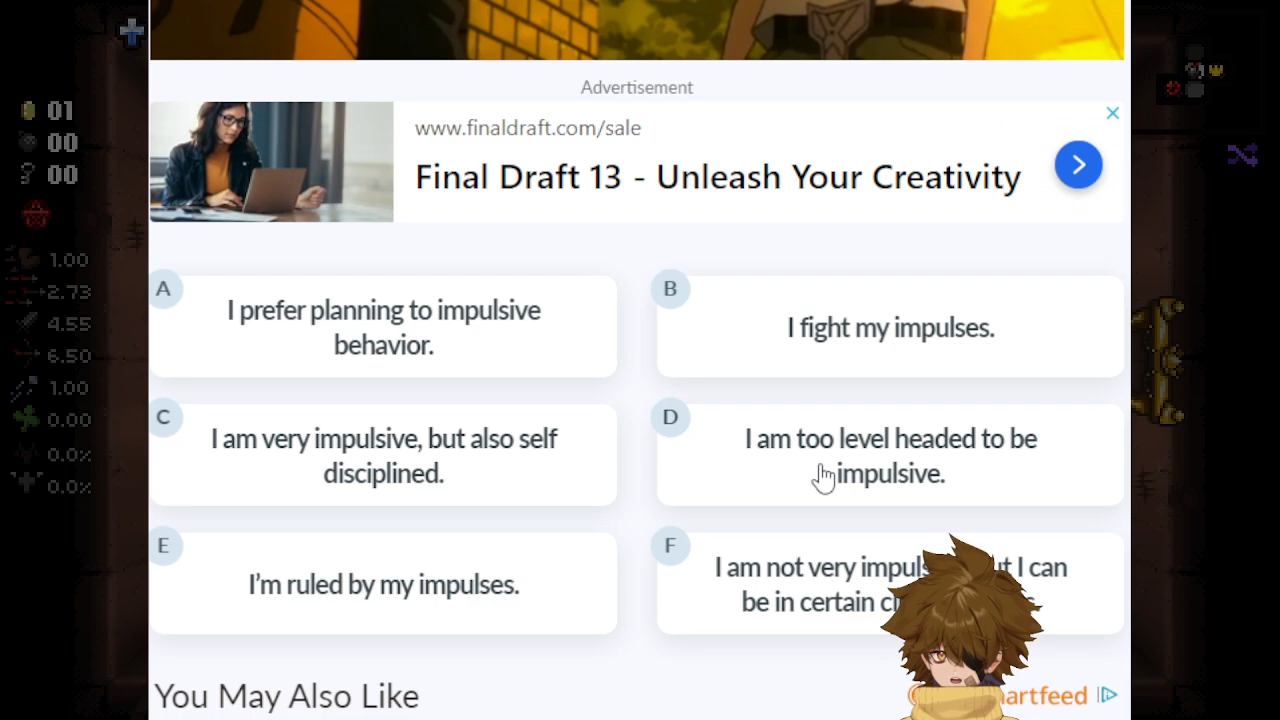 Advertisement
www.finaldraft.com/sale
Final Draft 13 - Unleash Your Creativity
01
00
00
1.00
2.73
4.55
6.50
1.00
0.00
0.0%
0.0%
A
I prefer planning to impulsive
behavior.
B
I fight my impulses.
C
I am very impulsive, but also self
disciplined.
D
I am too level headed to be
impulsive.
E
I'm ruled by my impulses.
F
I am not very I can
be in certain
You May Also Like